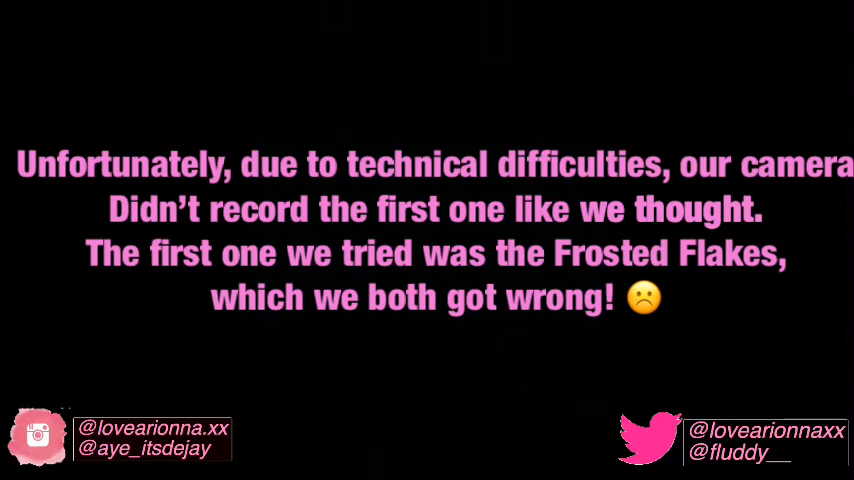 Unfortunately, due to technical difficulties, our camera
Didn’t record the first one like we thought.
The first one we tried was the Frosted Flakes,
which we both got wrong! ☹️
@lovearionna.xx
@aye_itsdejay
@lovearionnaxx
@fluddy__